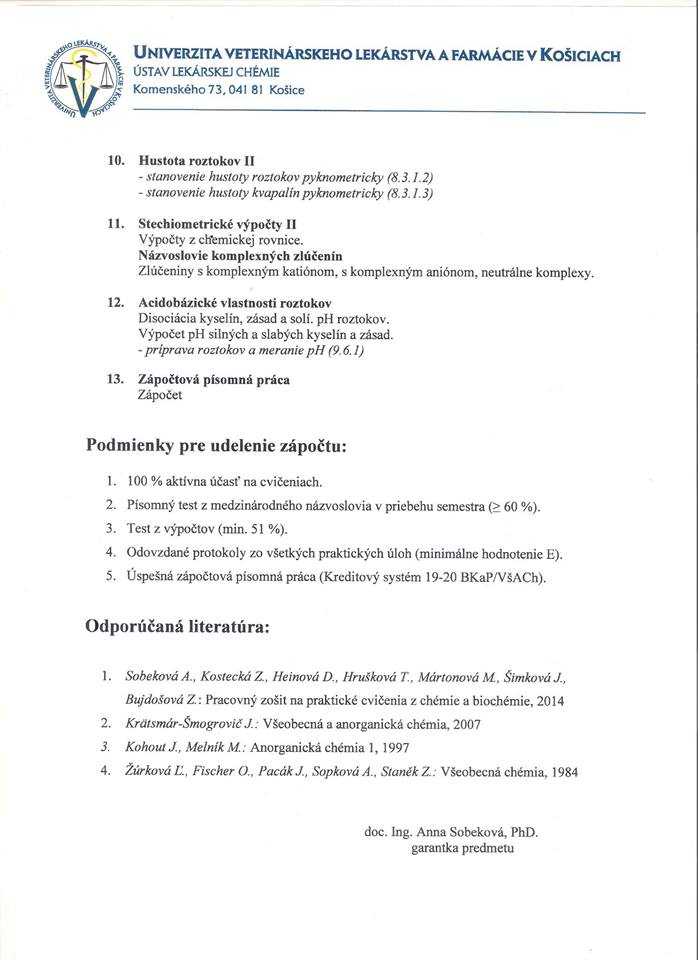 UNIVERZITA VETERINÁRSKEHO LEKÁRSTVA A FARMÁCIE V KOŠICIACH
ÚSTAV LEKÁRSKEJ CHÉMIE
Komenského 73, 041 81 Košice
UNIVERZITA VETERINÁRSKEHO LEKÁRSTVA A FARMÁCIE V KOŠICIACH
10. Hustota roztokov II
- stanovenie hustoty roztokov pyknometricky (8.3.1.2)
- stanovenie hustoty kvapalín pyknometricky (8.3.1.3)
11. Stechiometrické výpočty II
Výpočty z chemickej rovnice.
Názvoslovie komplexných zlúčenín
Zlúčeniny s komplexným katiónom, s komplexným aniónom, neutrálne komplexy.
12. Acidobázické vlastnosti roztokov
Disociácia kyselín, zásad a solí. pH roztokov.
Výpočet pH silných a slabých kyselín a zásad.
- príprava roztokov a meranie pH (9.6.1)
13. Zápočtová písomná práca
Zápočet
Podmienky pre udelenie zápočtu:
1. 100 % aktívna účasť na cvičeniach.
2. Písomný test z medzinárodného názvoslovia v priebehu semestra (≥ 60 %).
3. Test z výpočtov (min. 51 %).
4. Odovzdané protokoly zo všetkých praktických úloh (minimálne hodnotenie E).
5. Úspešná zápočtová písomná práca (Kreditový systém 19-20 BKaP/VšACh).
Odporúčaná literatúra:
1. Sobeková A., Kostecká Z., Heinová D., Hrušková T., Mártonová M., Šimková J.,
Bujdošová Z.: Pracovný zošit na praktické cvičenia z chémie a biochémie, 2014
2. Krätsmár-Šmogrovič J.: Všeobecná a anorganická chémia, 2007
3. Kohout J., Melník M.: Anorganická chémia 1, 1997
4. Žúrková Ľ., Fischer O., Pacák J., Sopková A., Staněk Z.: Všeobecná chémia, 1984
doc. Ing. Anna Sobeková, PhD.
garantka predmetu